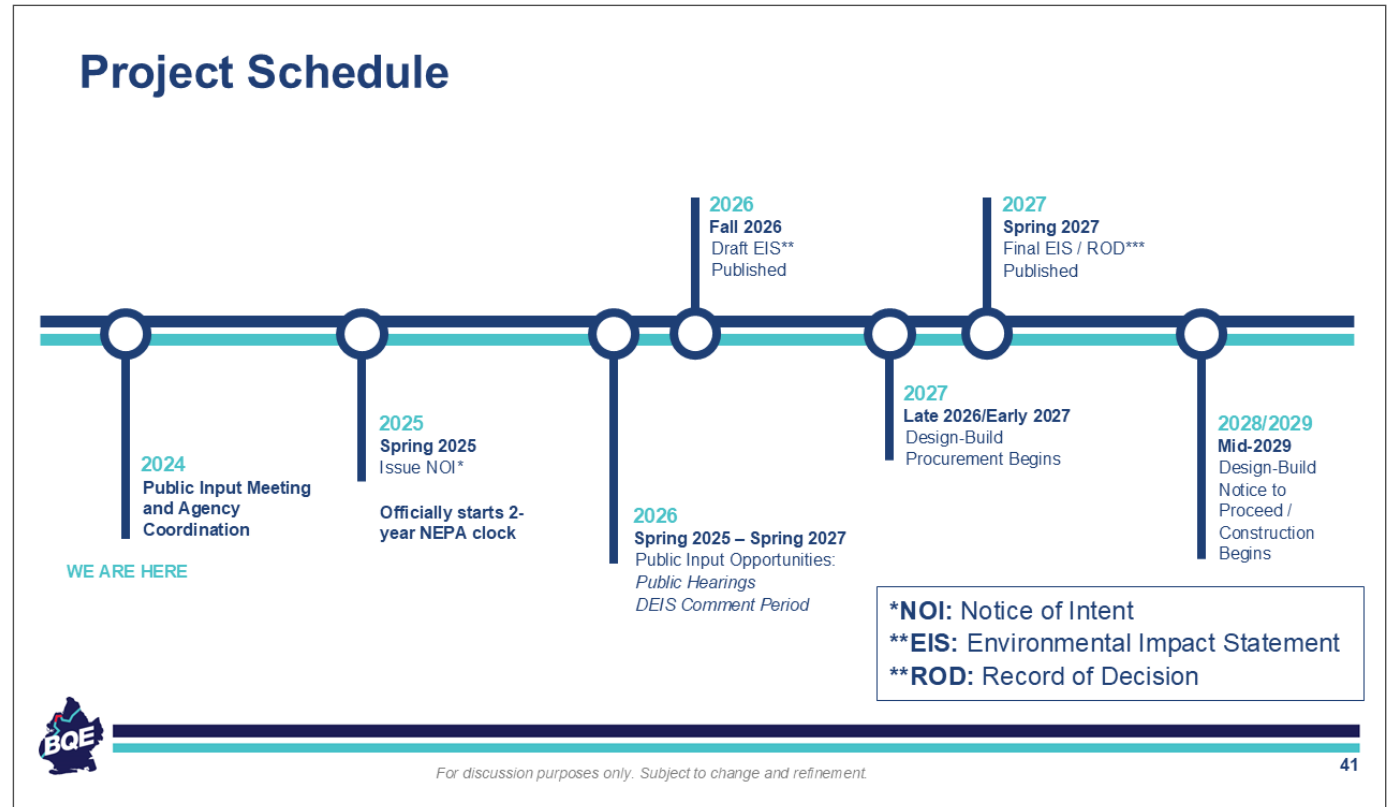 Project Schedule
2024
Public Input Meeting
and Agency
Coordination
WE ARE HERE
2025
Spring 2025
Issue NOI*
Officially starts 2-
year NEPA clock
2026
Spring 2025 – Spring 2027
Public Input Opportunities:
Public Hearings
DEIS Comment Period
2026
Fall 2026
Draft EIS**
Published
2027
Late 2026/Early 2027
Design-Build
Procurement Begins
2027
Spring 2027
Final EIS / ROD***
Published
2028/2029
Mid-2029
Design-Build
Notice to
Proceed /
Construction
Begins
*NOI: Notice of Intent
**EIS: Environmental Impact Statement
**ROD: Record of Decision
BQE
For discussion purposes only. Subject to change and refinement.
41